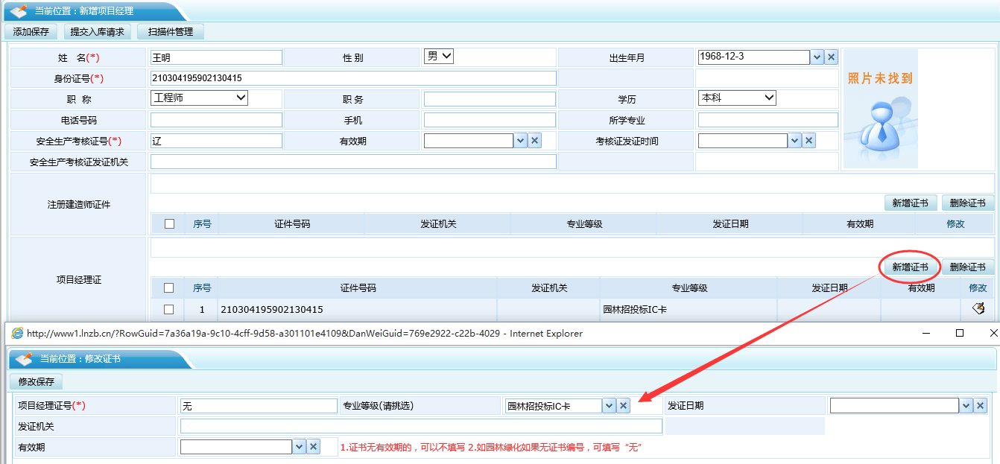 当前位置：新增项目经理
添加保存 提交入库请求 扫描件管理
姓 名(*) 王明 性 别 男 出生年月 1968-12-3
照片未找到
身份证号(*) 210304195902130415
职 称 工程师 职 务 学历 本科
电话号码 手机 所学专业
安全生产考核证号(*) 辽 有效期 考核证发证时间
安全生产考核证发证机关
注册建造师证件
新增证书 删除证书
序号 证件号码 发证机关 专业等级 发证日期 有效期 修改
项目经理证
新增证书 删除证书
序号 证件号码 发证机关 专业等级 发证日期 有效期 修改
1 210304195902130415 园林招投标IC卡
http://www1.lnzb.cn/?RowGuid=7a36a19a-9c10-4cff-9d58-a301101e4109&DanWeiGuid=769e2922-c22b-4029 - Internet Explorer
当前位置：修改证书
修改保存
项目经理证号(*) 无 专业等级(请挑选) 园林招投标IC卡 发证日期
发证机关
有效期 1.证书无有效期的，可以不填写 2.如园林绿化如果无证书编号，可填写“无”